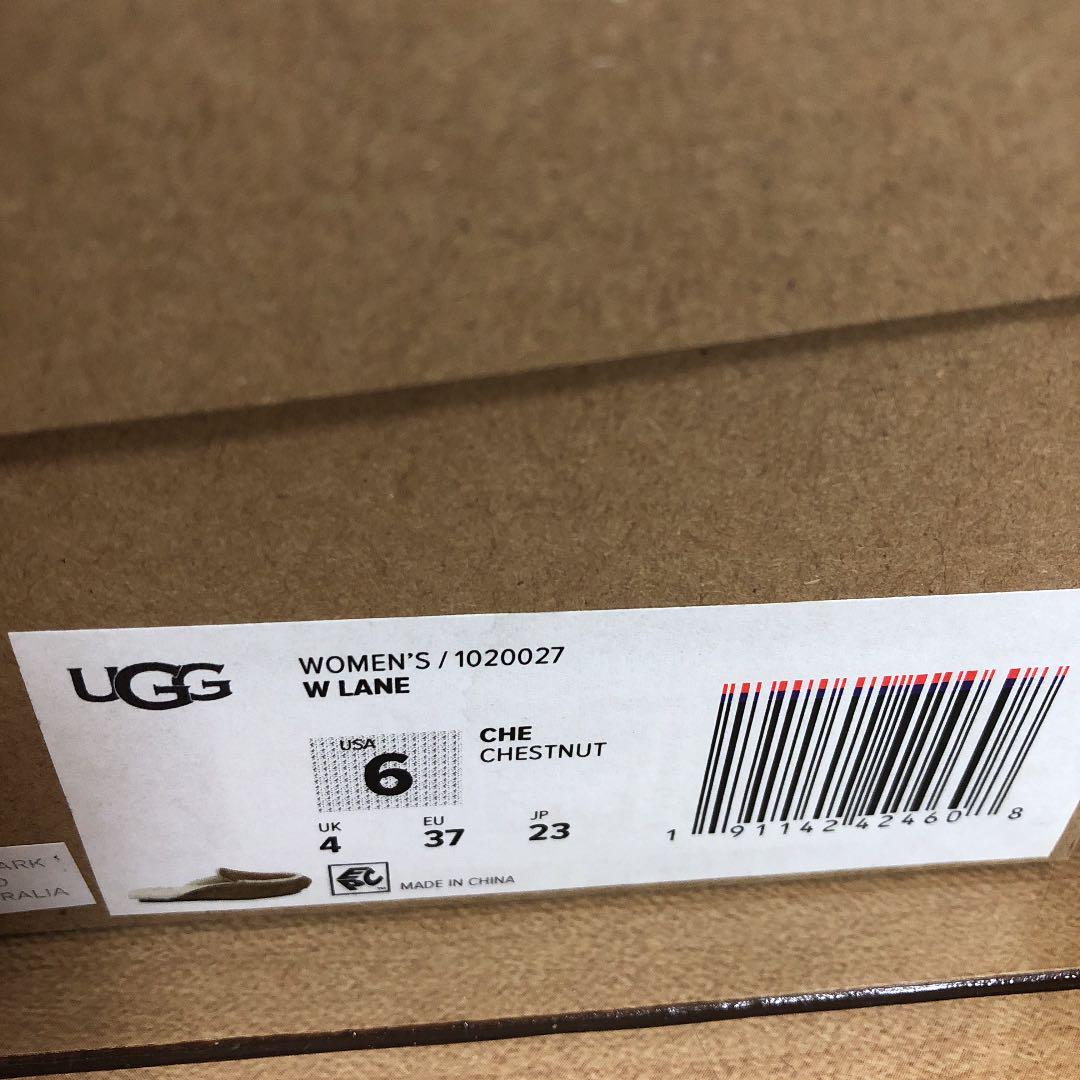 UGG
WOMEN'S / 1020027
W LANE
USA
6
CHE
CHESTNUT
UK
4
EU
37
JP
23
MADE IN CHINA
1 91142 42460 8
ARK
RALIA